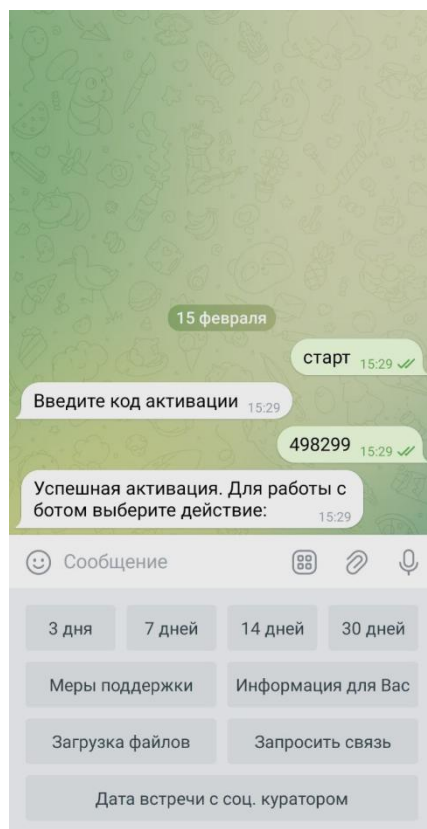 15 февраля
старт 15:29
Введите код активации 15:29
498299 15:29
Успешная активация. Для работы с
ботом выберите действие: 15:29
Сообщение
3 дня 7 дней 14 дней 30 дней
Меры поддержки Информация для Вас
Загрузка файлов Запросить связь
Дата встречи с соц. куратором